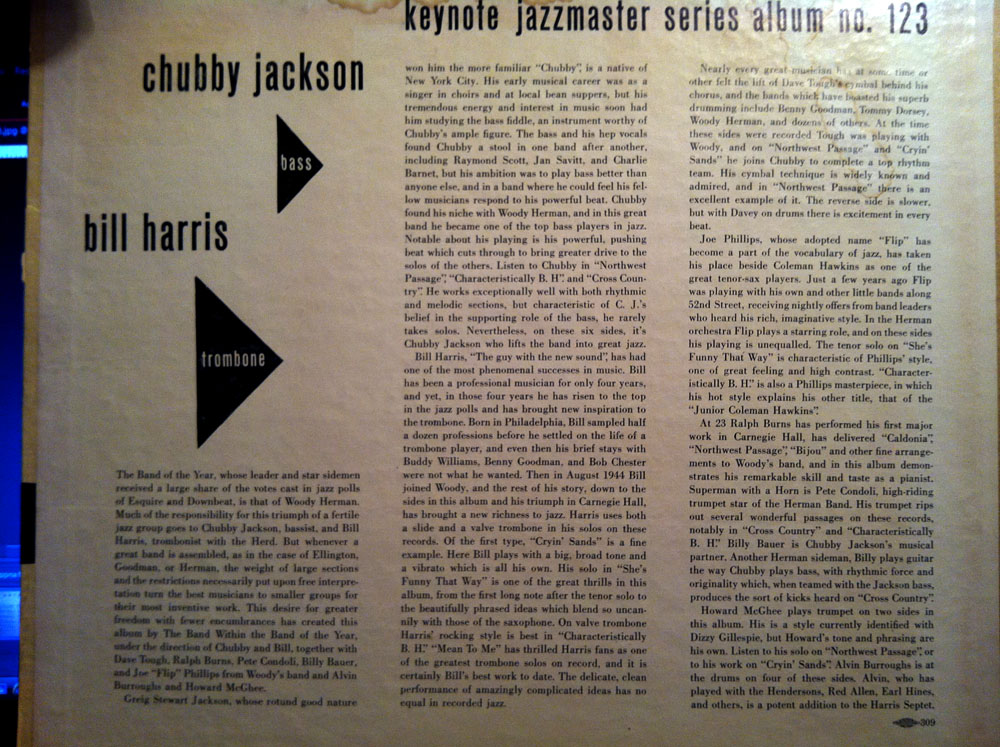 keynote jazzmaster series album no. 123
chubby jackson
bass
bill harris
trombone
The Band of the Year, whose leader and star sidemen
received a large share of the votes cast in jazz polls
of Esquire and Downbeat, is that of Woody Herman.
Much of the responsibility for this triumph of a fertile
jazz group goes to Chubby Jackson, bassist, and Bill
Harris, trombonist with the Herd. But whenever a
great band is assembled, as in the case of Ellington,
Goodman, or Herman, the weight of large sections
and the restrictions necessarily put upon free interpre-
tation turn the best musicians to smaller groups for
their most inventive work. This desire for greater
freedom with fewer encumbrances has created this
album by The Band Within the Band of the Year,
under the direction of Chubby and Bill, together with
Dave Tough, Ralph Burns, Pete Condoli, Billy Bauer,
and Joe “Flip” Phillips from Woody's band and Alvin
Burroughs and Howard McGhee.
Greig Stewart Jackson, whose rotund good nature
won him the more familiar “Chubby”, is a native of
New York City. His early musical career was as a
singer in choirs and at local bean suppers, but his
tremendous energy and interest in music soon had
him studying the bass fiddle, an instrument worthy of
Chubby's ample figure. The bass and his hep vocals
found Chubby a stool in one band after another,
including Raymond Scott, Jan Savitt, and Charlie
Barnet, but his ambition was to play bass better than
anyone else, and in a band where he could feel his fel-
low musicians respond to his powerful beat. Chubby
found his niche with Woody Herman, and in this great
band he became one of the top bass players in jazz.
Notable about his playing is his powerful, pushing
beat which cuts through to bring greater drive to the
solos of the others. Listen to Chubby in “Northwest
Passage”, “Characteristically B. H.” and “Cross Coun-
try”. He works exceptionally well with both rhythmic
and melodic sections, but characteristic of C. J.'s
belief in the supporting role of the bass, he rarely
takes solos. Nevertheless, on these six sides, it's
Chubby Jackson who lifts the band into great jazz.
Bill Harris, “The guy with the new sound”, has had
one of the most phenomenal successes in music. Bill
has been a professional musician for only four years,
and yet, in those four years he has risen to the top
in the jazz polls and has brought new inspiration to
the trombone. Born in Philadelphia, Bill sampled half
a dozen professions before he settled on the life of a
trombone player, and even then his brief stays with
Buddy Williams, Benny Goodman, and Bob Chester
were not what he wanted. Then in August 1944 Bill
joined Woody, and the rest of his story, down to the
sides in this album and his triumph in Carnegie Hall,
has brought a new richness to jazz. Harris uses both
a slide and a valve trombone in his solos on these
records. Of the first type, “Cryin' Sands” is a fine
example. Here Bill plays with a big, broad tone and
a vibrato which is all his own. His solo in “She's
Funny That Way” is one of the great thrills in this
album, from the first long note after the tenor solo to
the beautifully phrased ideas which blend so uncan-
nily with those of the saxophone. On valve trombone
Harris' rocking style is best in “Characteristically
B. H.” “Mean To Me” has thrilled Harris fans as one
of the greatest trombone solos on record, and it is
certainly Bill's best work to date. The delicate, clean
performance of amazingly complicated ideas has no
equal in recorded jazz.
Nearly every great musician has at some time or
other felt the lift of Dave Tough's cymbal behind his
chorus, and the bands which have boasted his superb
drumming include Benny Goodman, Tommy Dorsey,
Woody Herman, and dozens of others. At the time
these sides were recorded Tough was playing with
Woody, and on “Northwest Passage” and “Cryin'
Sands” he joins Chubby to complete a top rhythm
team. His cymbal technique is widely known and
admired, and in “Northwest Passage” there is an
excellent example of it. The reverse side is slower,
but with Davey on drums there is excitement in every
beat.
Joe Phillips, whose adopted name “Flip” has
become a part of the vocabulary of jazz, has taken
his place beside Coleman Hawkins as one of the
great tenor-sax players. Just a few years ago Flip
was playing with his own and other little bands along
52nd Street, receiving nightly offers from band leaders
who heard his rich, imaginative style. In the Herman
orchestra Flip plays a starring role, and on these sides
his playing is unequalled. The tenor solo on “She's
Funny That Way” is characteristic of Phillips' style,
one of great feeling and high contrast. “Character-
istically B. H.” is also a Phillips masterpiece, in which
his hot style explains his other title, that of the
“Junior Coleman Hawkins”.
At 23 Ralph Burns has performed his first major
work in Carnegie Hall, has delivered “Caldonia”,
“Northwest Passage”, “Bijou” and other fine arrange-
ments to Woody's band, and in this album demon-
strates his remarkable skill and taste as a pianist.
Superman with a Horn is Pete Condoli, high-riding
trumpet star of the Herman Band. His trumpet rips
out several wonderful passages on these records,
notably in “Cross Country” and “Characteristically
B. H.” Billy Bauer is Chubby Jackson's musical
partner. Another Herman sideman, Billy plays guitar
the way Chubby plays bass, with rhythmic force and
originality which, when teamed with the Jackson bass,
produces the sort of kicks heard on “Cross Country”.
Howard McGhee plays trumpet on two sides in
this album. His is a style currently identified with
Dizzy Gillespie, but Howard's tone and phrasing are
his own. Listen to his solo on “Northwest Passage”, or
to his work on “Cryin' Sands”. Alvin Burroughs is at
the drums on four of these sides. Alvin, who has
played with the Hendersons, Red Allen, Earl Hines,
and others, is a potent addition to the Harris Septet.
309